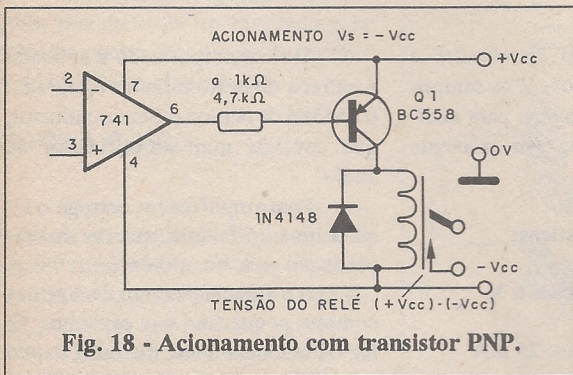 ACIONAMENTO Vs = - Vcc
+ Vcc
a 1kΩ
4,7kΩ
Q1
BC558
2
7
-
741
6
3
+
4
0V
1N4148
- Vcc
TENSÃO DO RELÉ (+Vcc)-(-Vcc)
Fig. 18 - Acionamento com transistor PNP.